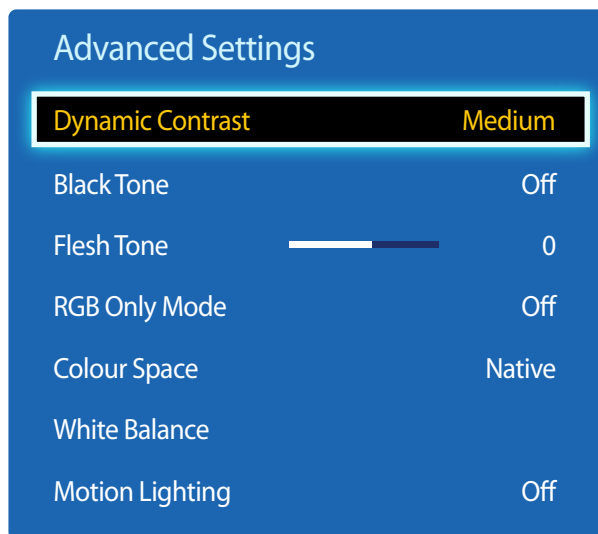 Advanced Settings
Dynamic Contrast Medium
Black Tone Off
Flesh Tone 0
RGB Only Mode Off
Colour Space Native
White Balance
Motion Lighting Off